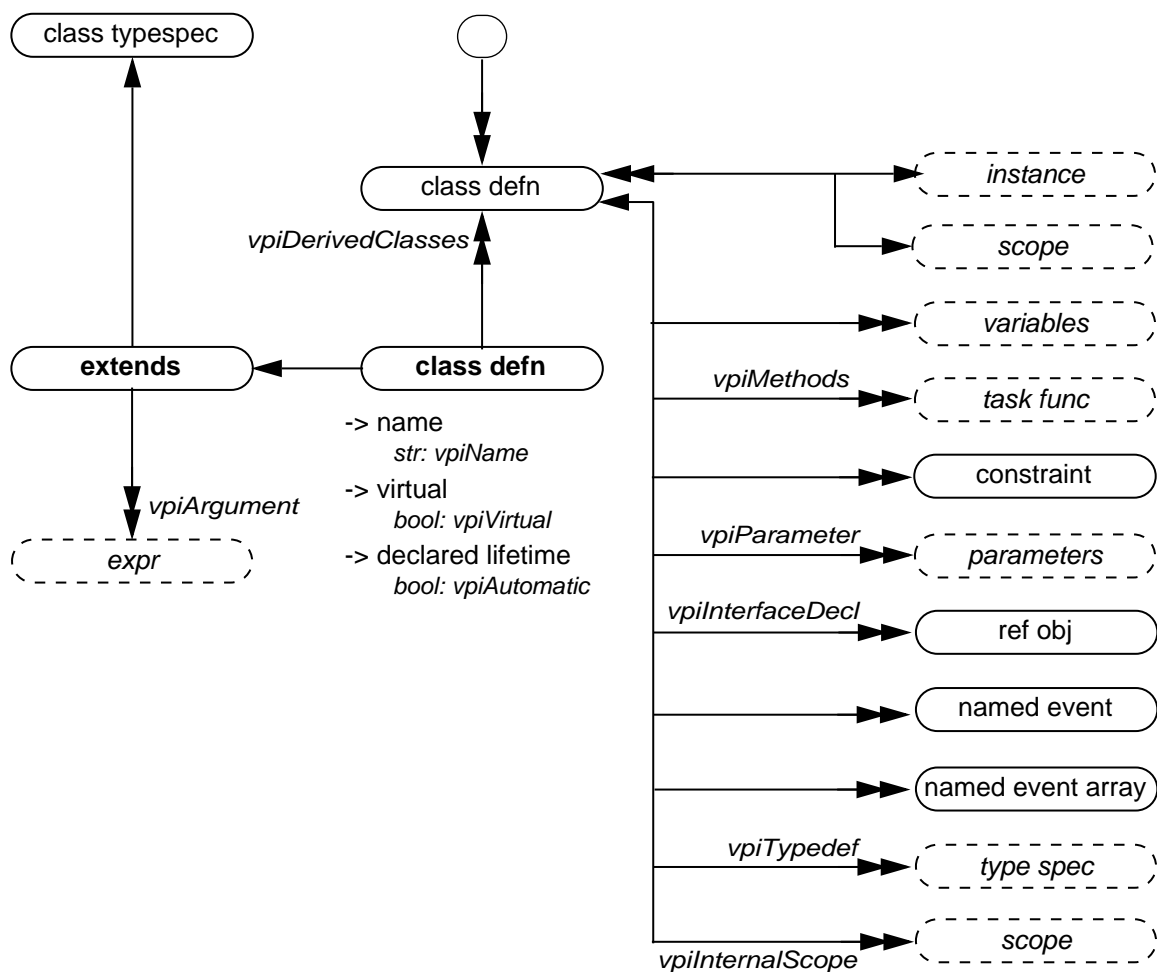 class typespec
class defn
instance
vpiDerivedClasses
scope
variables
extends
class defn
vpiMethods
task func
-> name
str: vpiName
-> virtual
bool: vpiVirtual
-> declared lifetime
bool: vpiAutomatic
constraint
vpiArgument
expr
vpiParameter
parameters
vpiInterfaceDecl
ref obj
named event
named event array
vpiTypedef
type spec
vpiInternalScope
scope